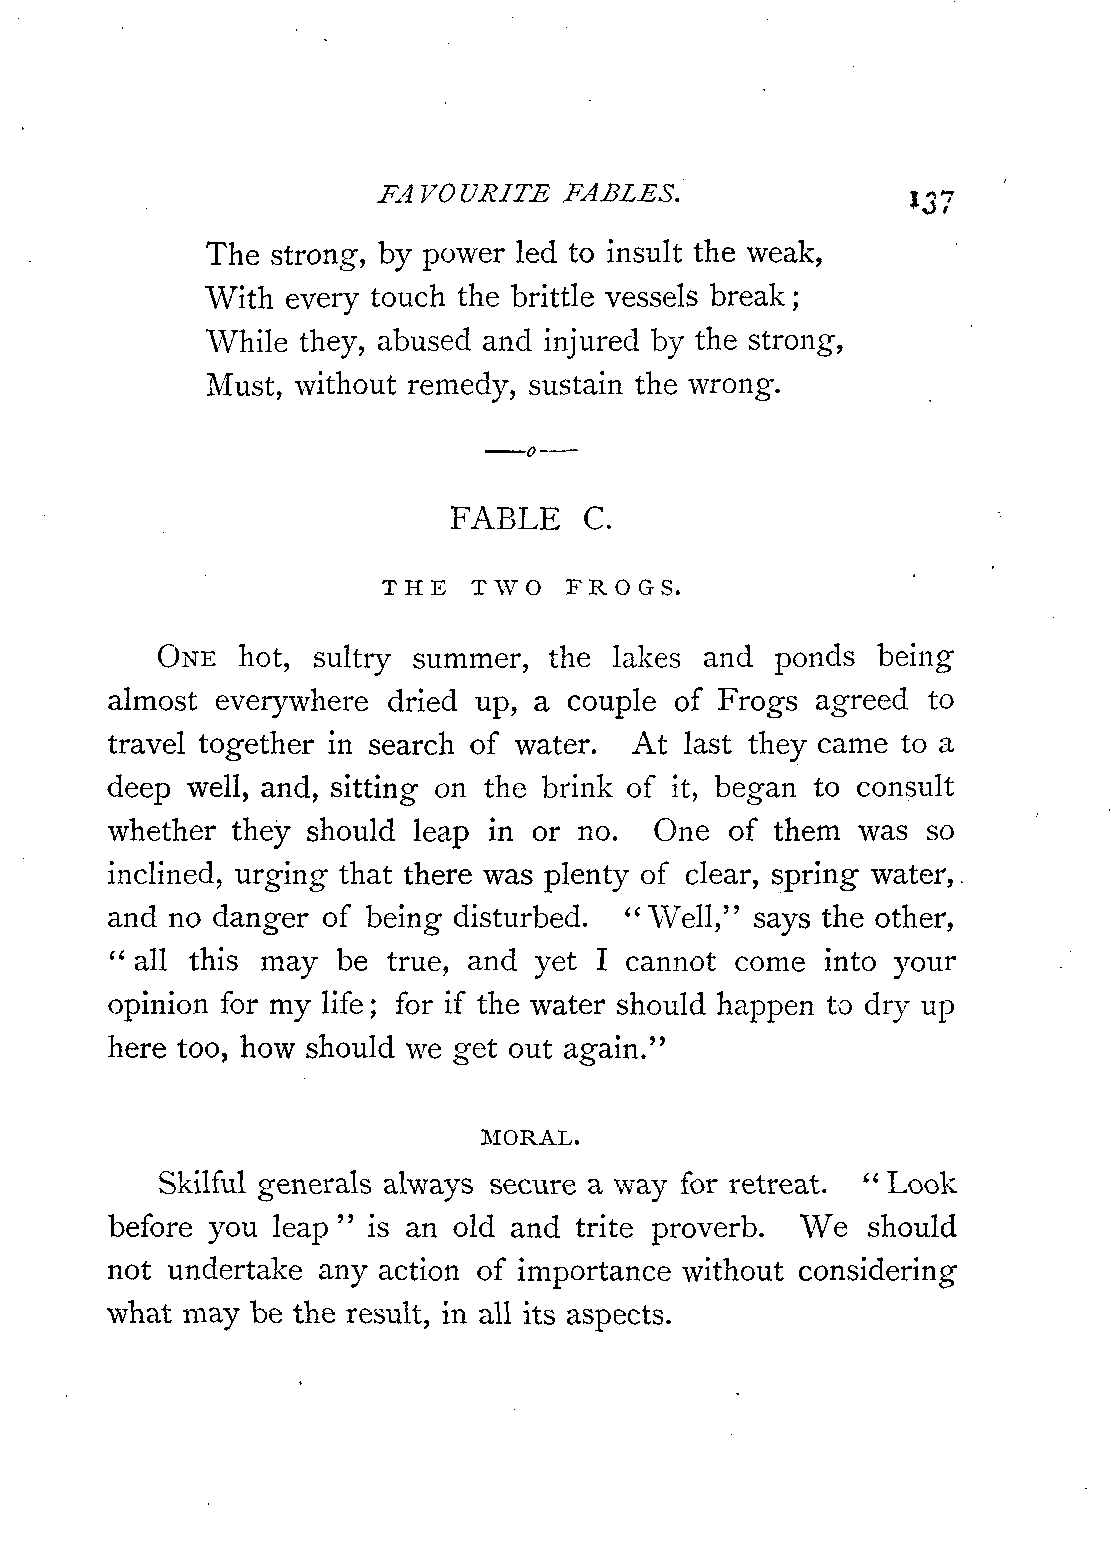 FAVOURITE FABLES. 137
The strong, by power led to insult the weak,
With every touch the brittle vessels break;
While they, abused and injured by the strong,
Must, without remedy, sustain the wrong.
—o—
FABLE C.
THE TWO FROGS.
ONE hot, sultry summer, the lakes and ponds being
almost everywhere dried up, a couple of Frogs agreed to
travel together in search of water. At last they came to a
deep well, and, sitting on the brink of it, began to consult
whether they should leap in or no. One of them was so
inclined, urging that there was plenty of clear, spring water,
and no danger of being disturbed. "Well," says the other,
"all this may be true, and yet I cannot come into your
opinion for my life; for if the water should happen to dry up
here too, how should we get out again."
MORAL.
Skilful generals always secure a way for retreat. "Look
before you leap" is an old and trite proverb. We should
not undertake any action of importance without considering
what may be the result, in all its aspects.